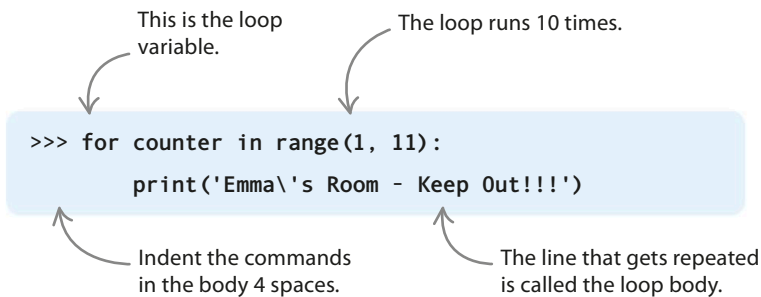 This is the loop
variable.
The loop runs 10 times.
>>> for counter in range(1, 11):
print('Emma\'s Room - Keep Out!!!')
Indent the commands
in the body 4 spaces.
The line that gets repeated
is called the loop body.